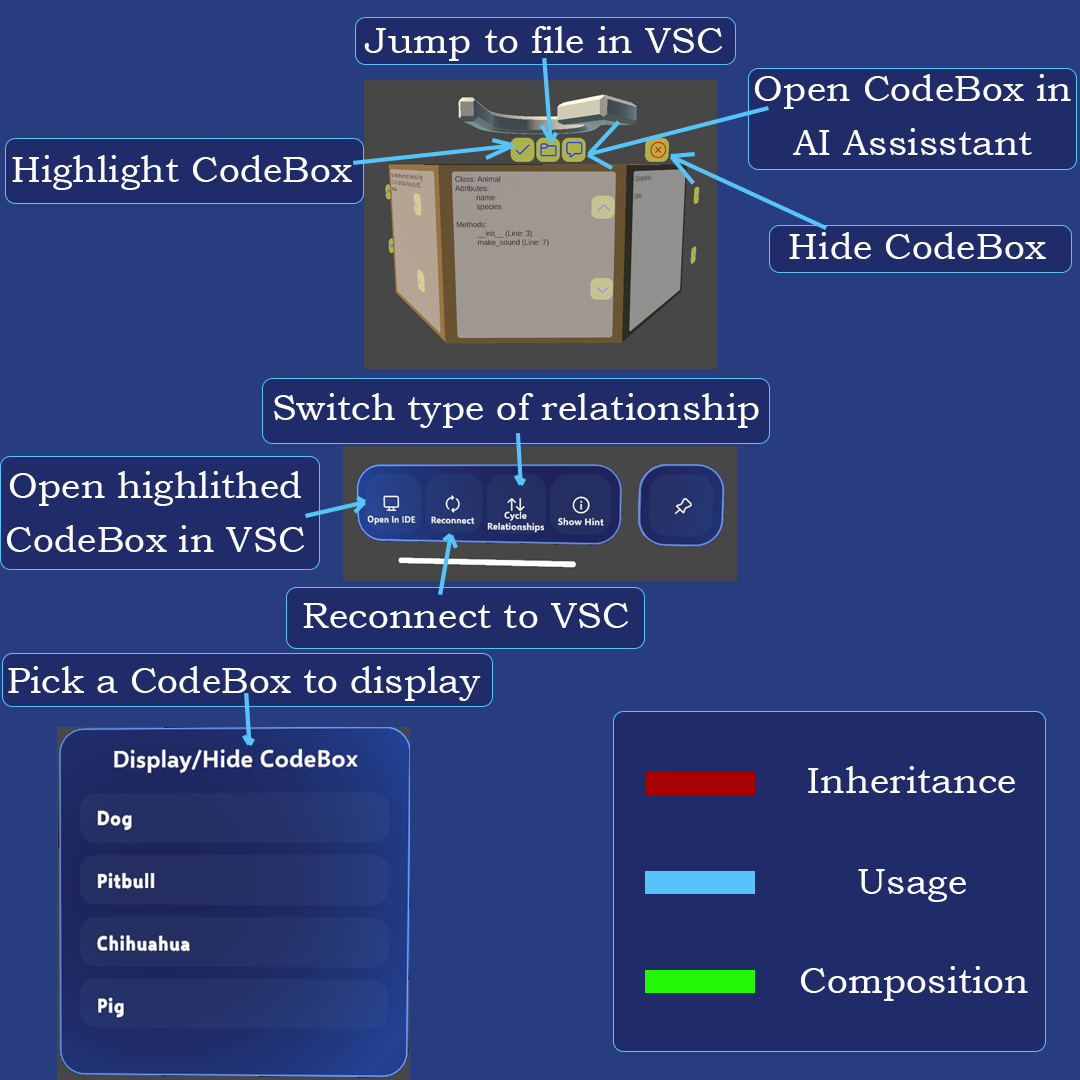 Jump to file in VSC
Open CodeBox in
AI Assisstant
Highlight CodeBox
Hide CodeBox
Class: Animal
Attributes:
name
species
Methods:
__init__ (Line: 3)
make_sound (Line: 7)
Switch type of relationship
Open highlithed
CodeBox in VSC
Open In IDE
Reconnect
Cycle
Relationships
Show Hint
Reconnect to VSC
Pick a CodeBox to display
Display/Hide CodeBox
Dog
Pitbull
Chihuahua
Pig
Inheritance
Usage
Composition